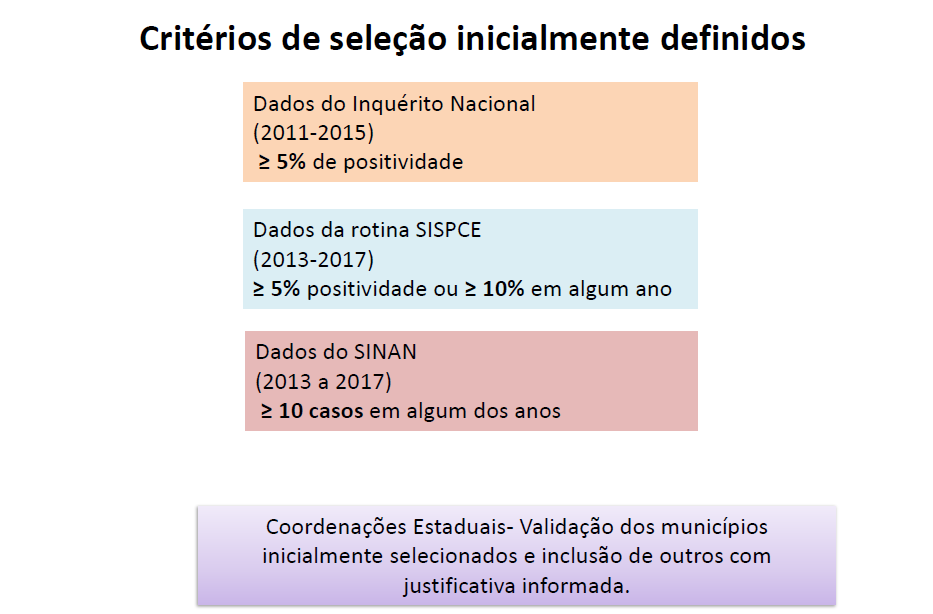 Critérios de seleção inicialmente definidos
Dados do Inquérito Nacional
(2011-2015)
≥ 5% de positividade
Dados da rotina SISPCE
(2013-2017)
≥ 5% positividade ou ≥ 10% em algum ano
Dados do SINAN
(2013 a 2017)
≥ 10 casos em algum dos anos
Coordenações Estaduais- Validação dos municípios
inicialmente selecionados e inclusão de outros com
justificativa informada.